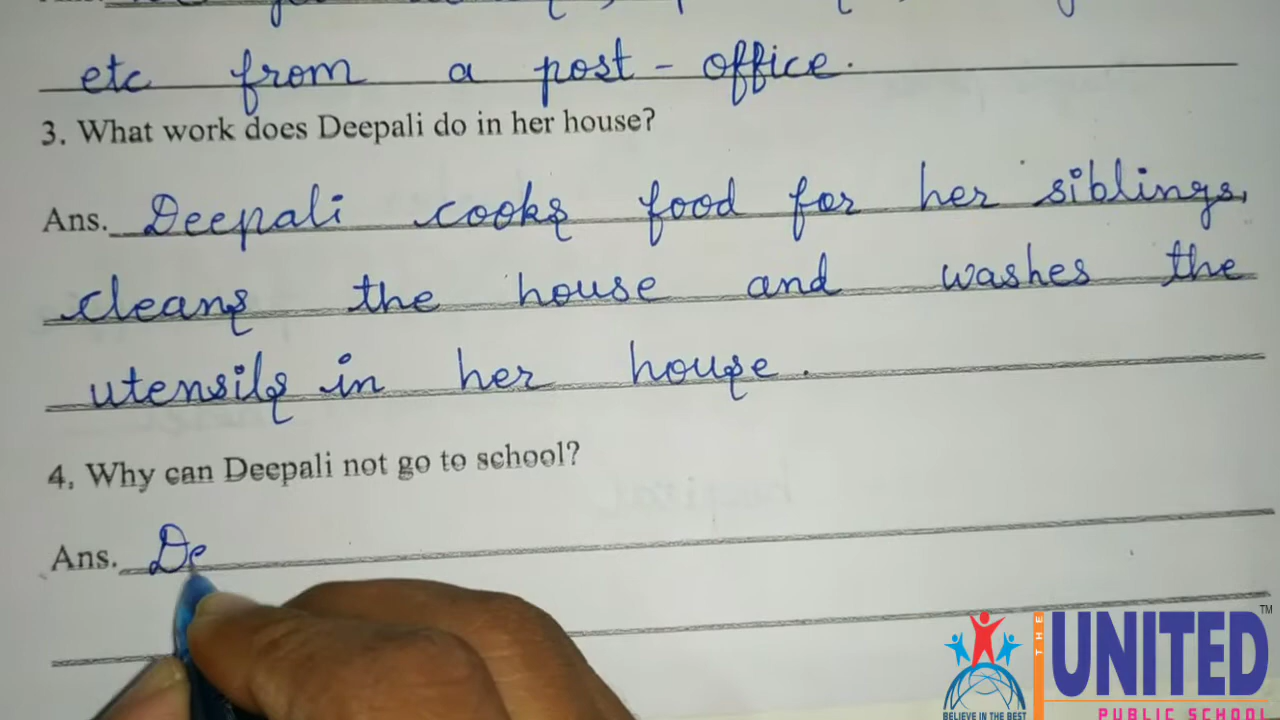 etc from a post - office.
3. What work does Deepali do in her house?
Ans. Deepali cooks food for her siblings,
cleans the house and washes the
utensils in her house.
4. Why can Deepali not go to school?
Ans. De
THE UNITED TM
BELIEVE IN THE BEST PUBLIC SCHOOL